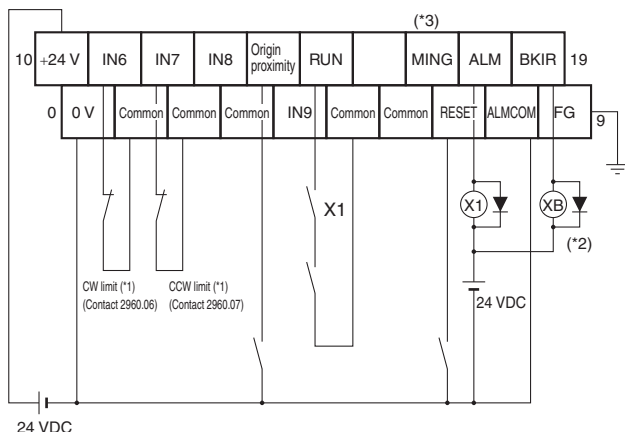 (*3)
10 +24 V IN6 IN7 IN8 Origin proximity RUN MING ALM BKIR 19
0 0 V Common Common Common IN9 Common Common RESET ALMCOM FG 9
X1
X1 XB
(*2)
CW limit (*1)
(Contact 2960.06)
CCW limit (*1)
(Contact 2960.07)
24 VDC
24 VDC